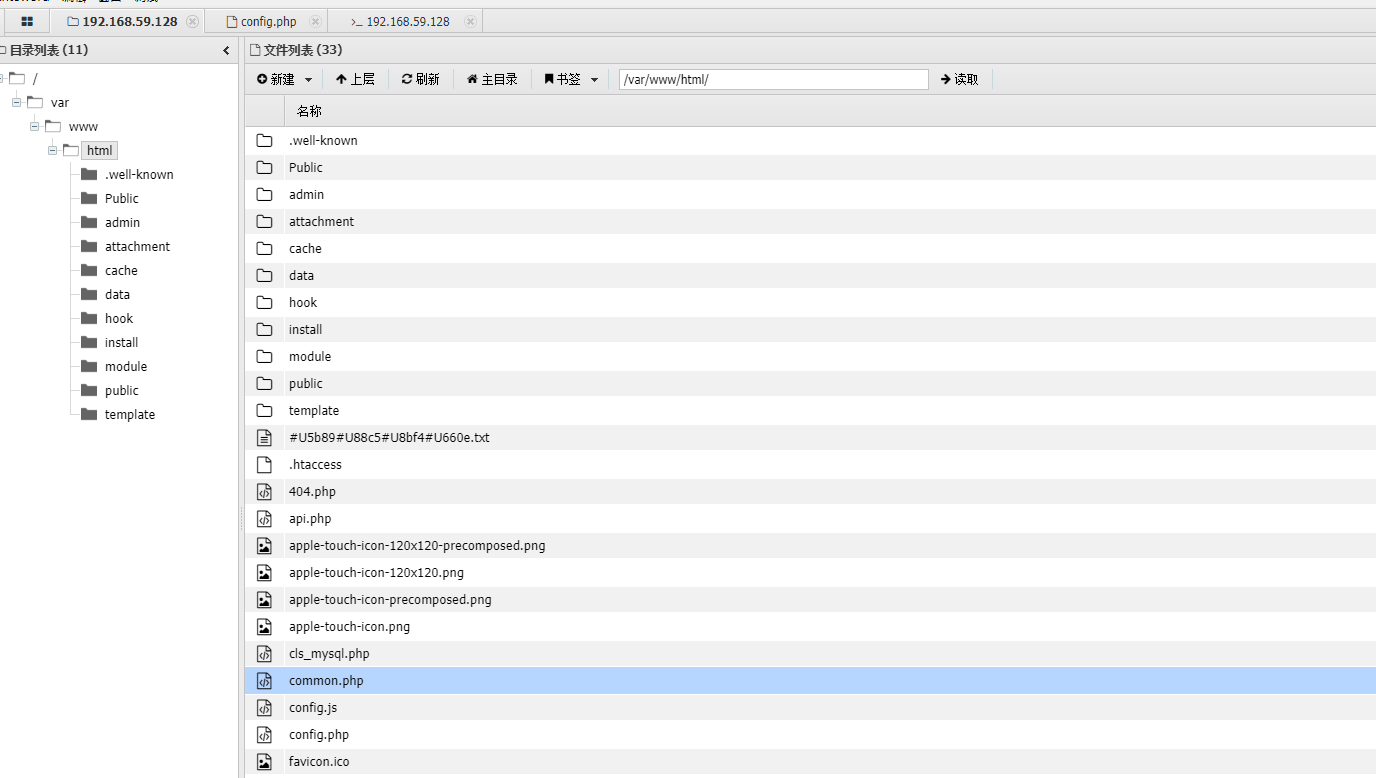 192.168.59.128
config.php
>_ 192.168.59.128
目录列表 (11)
文件列表 (33)
新建
上层
刷新
主目录
书签
/var/www/html/
读取
/
var
www
html
.well-known
Public
admin
attachment
cache
data
hook
install
module
public
template
名称
.well-known
Public
admin
attachment
cache
data
hook
install
module
public
template
#U5b89#U88c5#U8bf4#U660e.txt
.htaccess
404.php
api.php
apple-touch-icon-120x120-precomposed.png
apple-touch-icon-120x120.png
apple-touch-icon-precomposed.png
apple-touch-icon.png
cls_mysql.php
common.php
config.js
config.php
favicon.ico